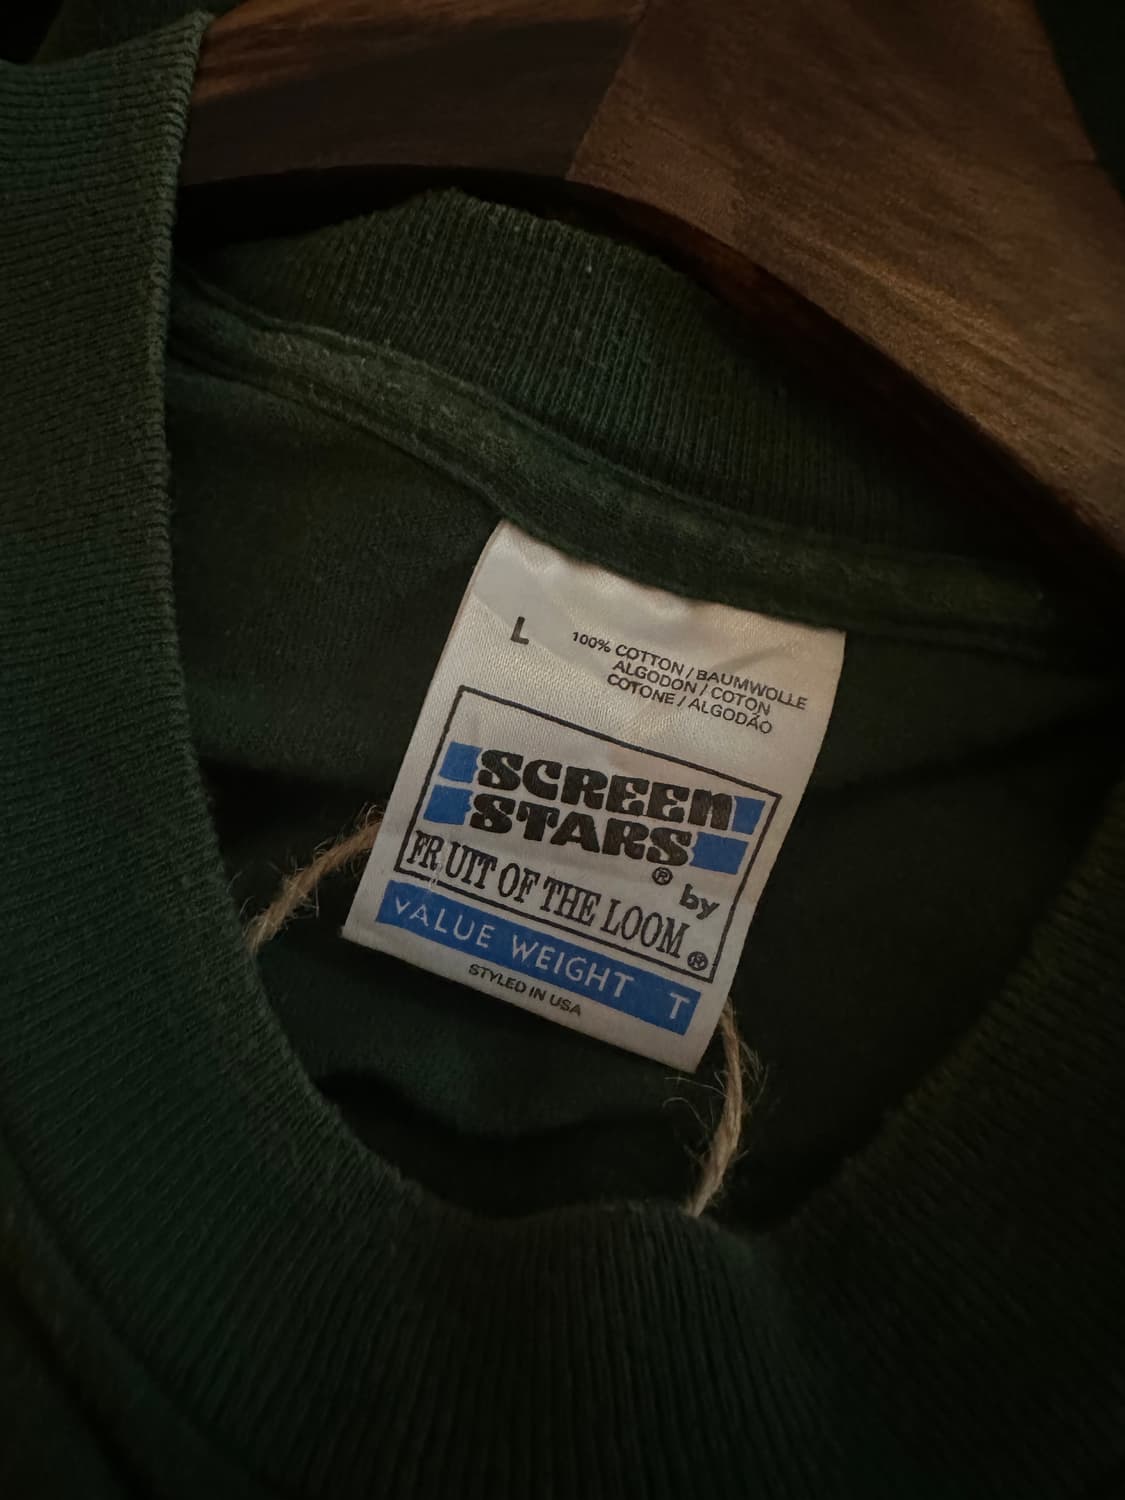 L
100% COTTON / BAUMWOLLE
ALGODON / COTON
COTONE / ALGODÃO
SCREEN
STARS®
by
FRUIT OF THE LOOM®
VALUE WEIGHT T
STYLED IN USA